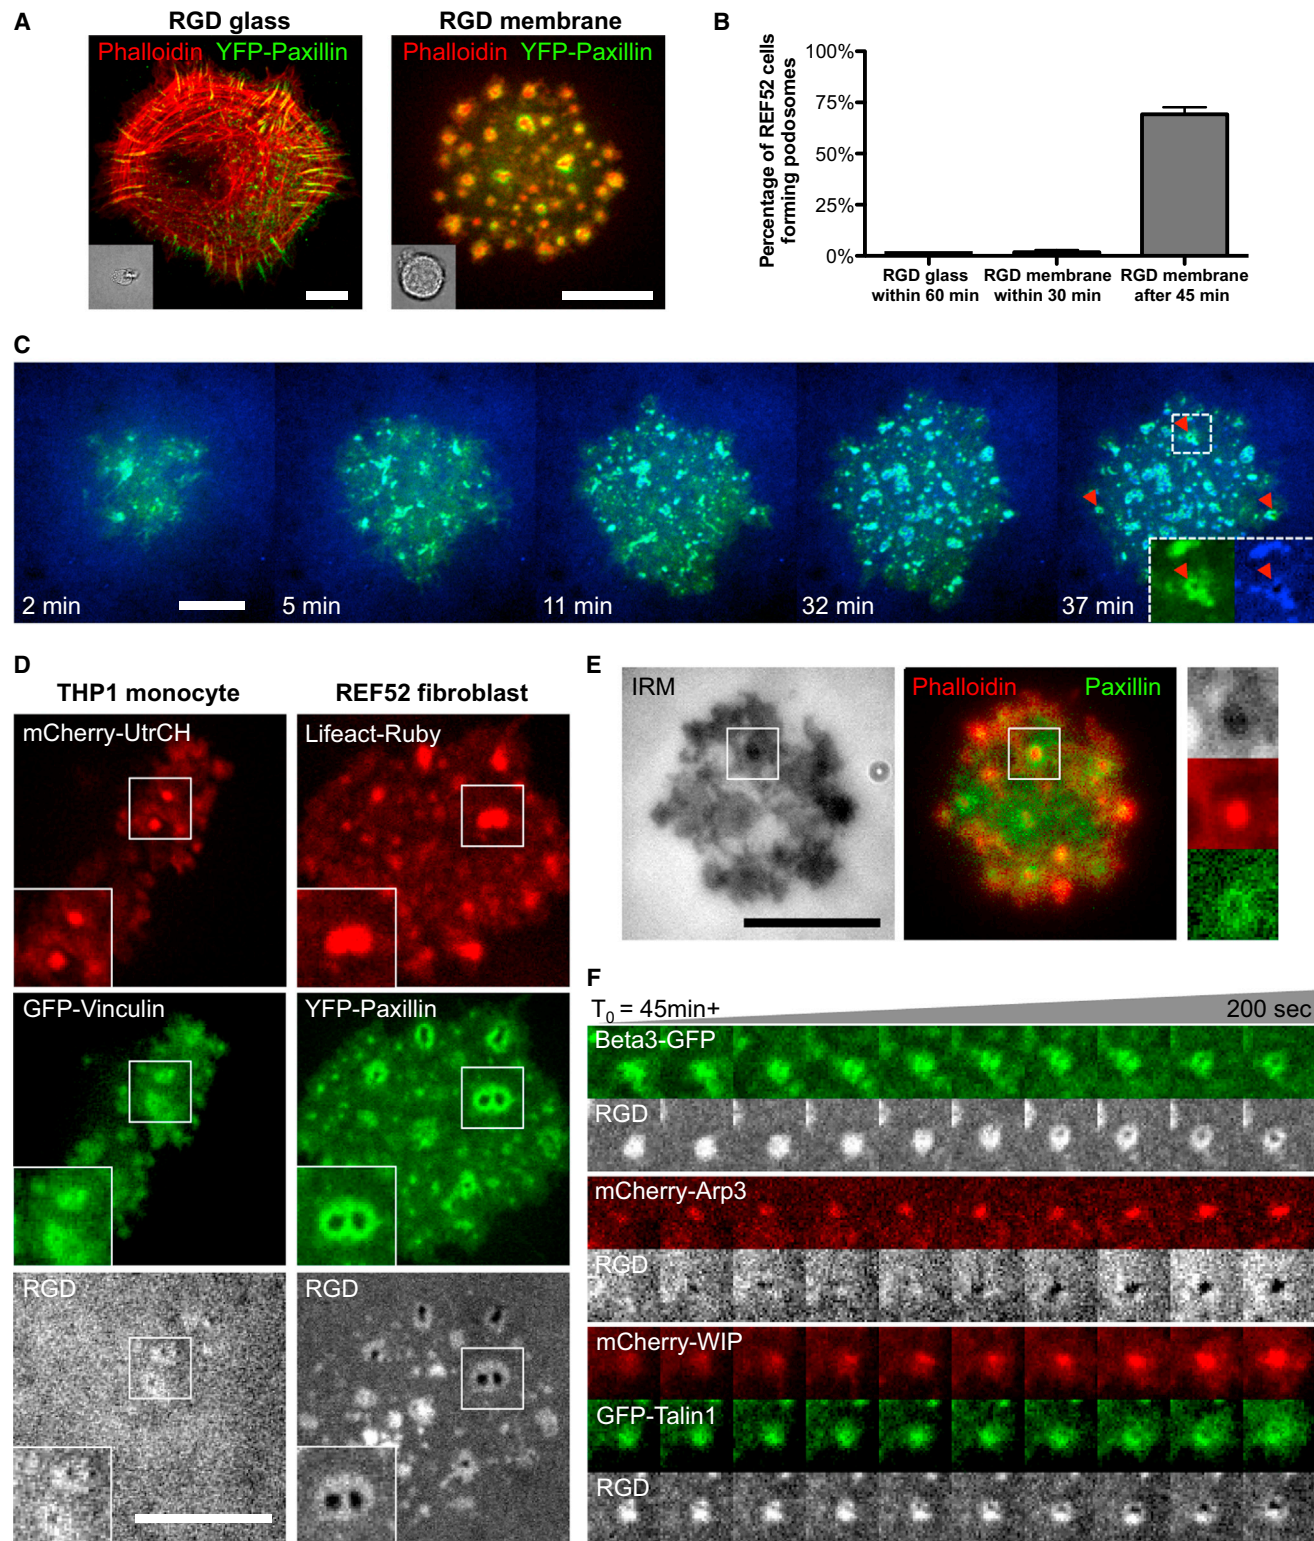 A
RGD glass
Phalloidin YFP-Paxillin
RGD membrane
Phalloidin YFP-Paxillin
B
Percentage of REF52 cells
forming podosomes
100%
75%
50%
25%
0%
RGD glass
within 60 min
RGD membrane
within 30 min
RGD membrane
after 45 min
C
2 min
5 min
11 min
32 min
37 min
D
THP1 monocyte
REF52 fibroblast
mCherry-UtrCH
Lifeact-Ruby
GFP-Vinculin
YFP-Paxillin
RGD
RGD
E
IRM
Phalloidin Paxillin
F
T0 = 45min+
200 sec
Beta3-GFP
RGD
mCherry-Arp3
RGD
mCherry-WIP
GFP-Talin1
RGD